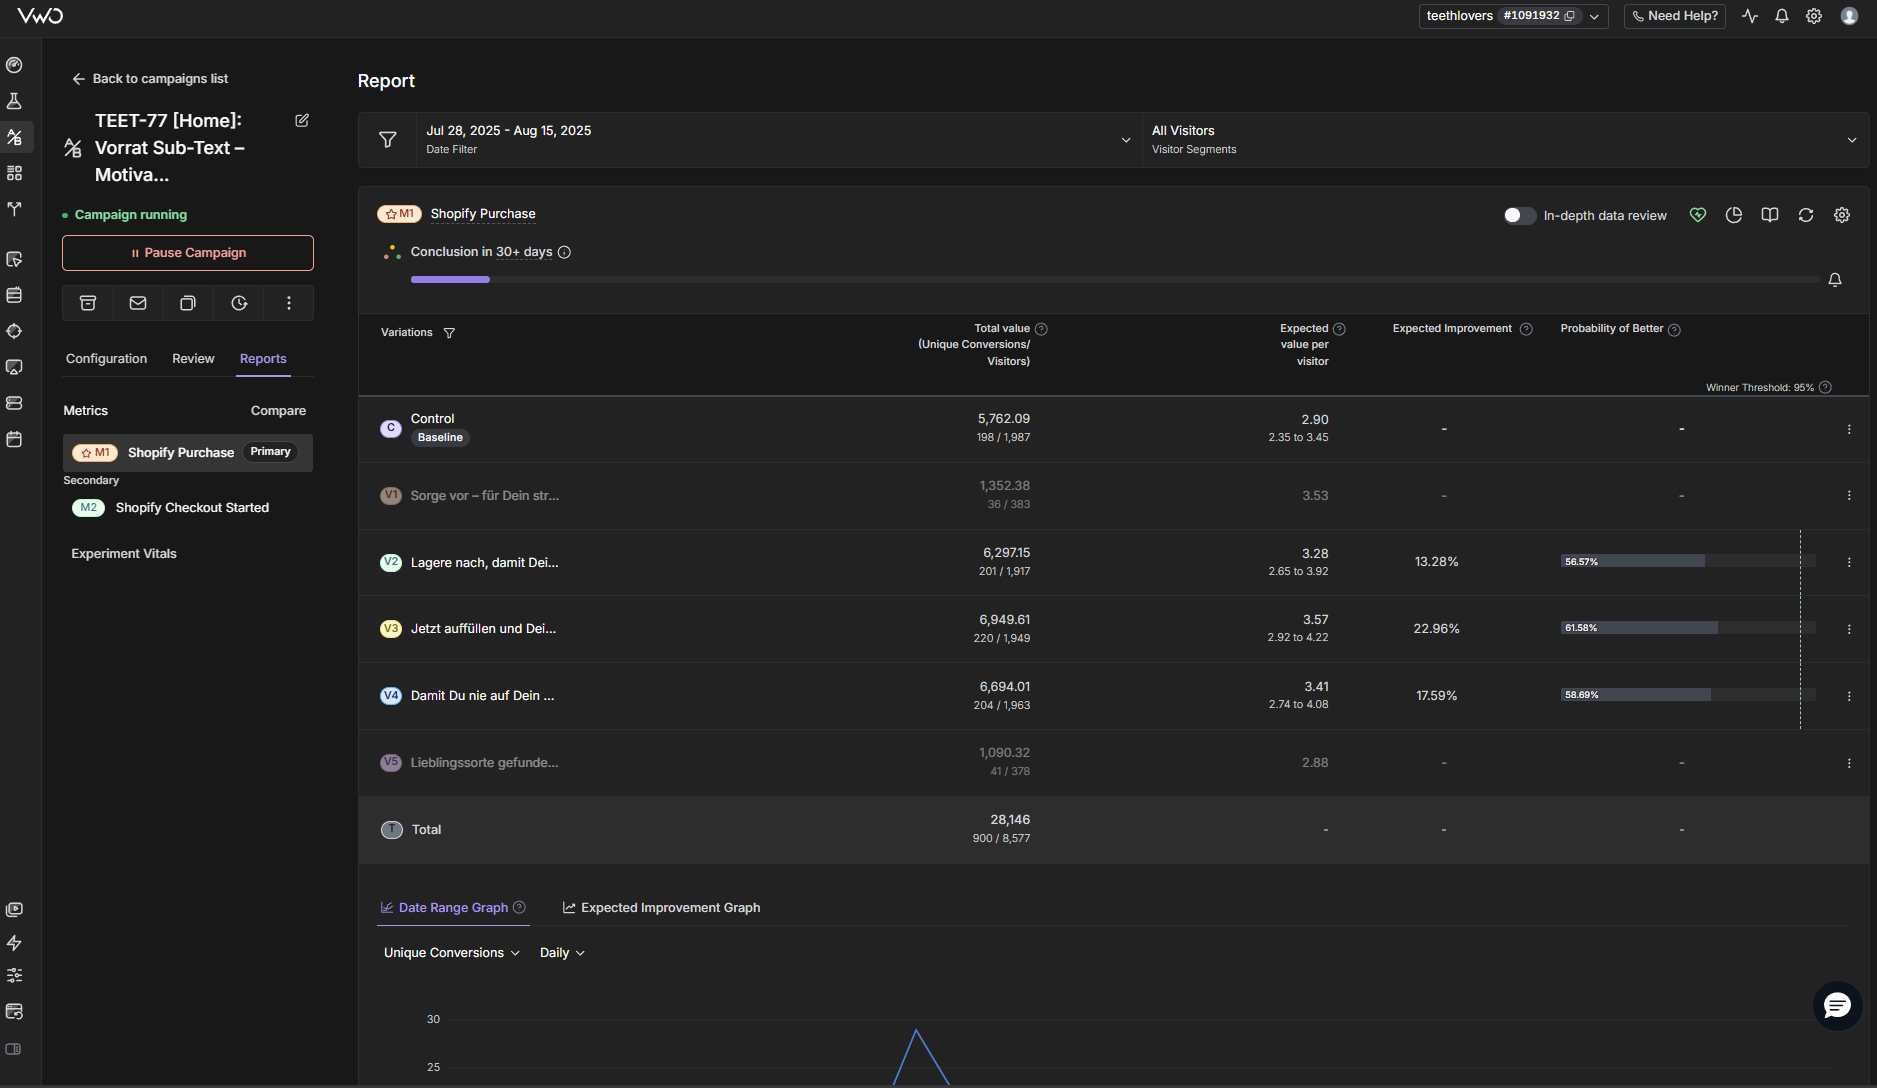 VWO
teethlovers #1091932
Need Help?
Back to campaigns list
TEET-77 [Home]:
Vorrat Sub-Text –
Motiva...
Campaign running
Pause Campaign
Configuration Review Reports
Metrics Compare
M1 Shopify Purchase Primary
Secondary
M2 Shopify Checkout Started
Experiment Vitals
Report
Jul 28, 2025 - Aug 15, 2025
Date Filter
All Visitors
Visitor Segments
M1 Shopify Purchase
In-depth data review
Conclusion in 30+ days
Variations
Total value
(Unique Conversions/
Visitors)
Expected
value per
visitor
Expected Improvement
Probability of Better
Winner Threshold: 95%
C Control
Baseline
5,762.09
198 / 1,987
2.90
2.35 to 3.45
-
-
V1 Sorge vor – für Dein str...
1,352.38
36 / 383
3.53
-
-
V2 Lagere nach, damit Dei...
6,297.15
201 / 1,917
3.28
2.65 to 3.92
13.28%
56.57%
V3 Jetzt auffüllen und Dei...
6,949.61
220 / 1,949
3.57
2.92 to 4.22
22.96%
61.58%
V4 Damit Du nie auf Dein ...
6,694.01
204 / 1,963
3.41
2.74 to 4.08
17.59%
58.69%
V5 Lieblingssorte gefunde...
1,090.32
41 / 378
2.88
-
-
T Total
28,146
900 / 8,577
-
-
-
Date Range Graph
Expected Improvement Graph
Unique Conversions Daily
30
25